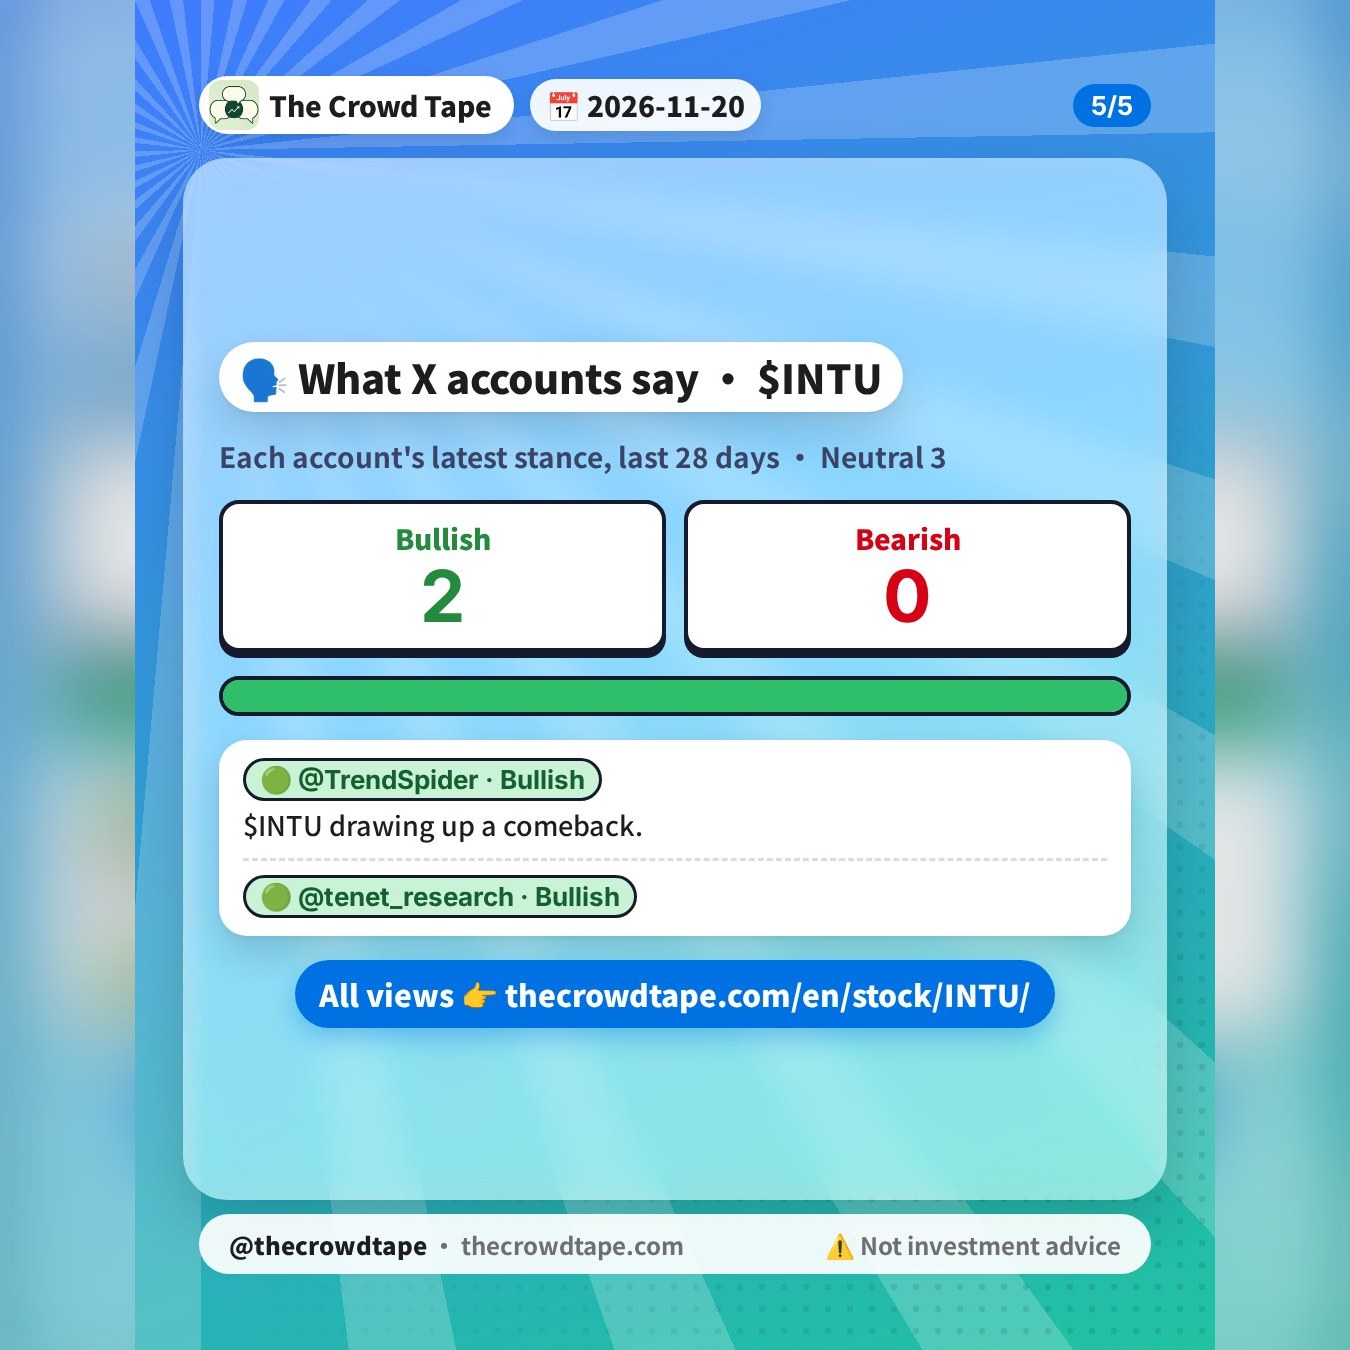 The Crowd Tape
📅 2026-11-20
5/5
🗣️ What X accounts say • $INTU
Each account's latest stance, last 28 days • Neutral 3
Bullish
2
Bearish
0
🟢 @TrendSpider · Bullish
$INTU drawing up a comeback.
🟢 @tenet_research · Bullish
All views 👉 thecrowdtape.com/en/stock/INTU/
@thecrowdtape • thecrowdtape.com
⚠️ Not investment advice